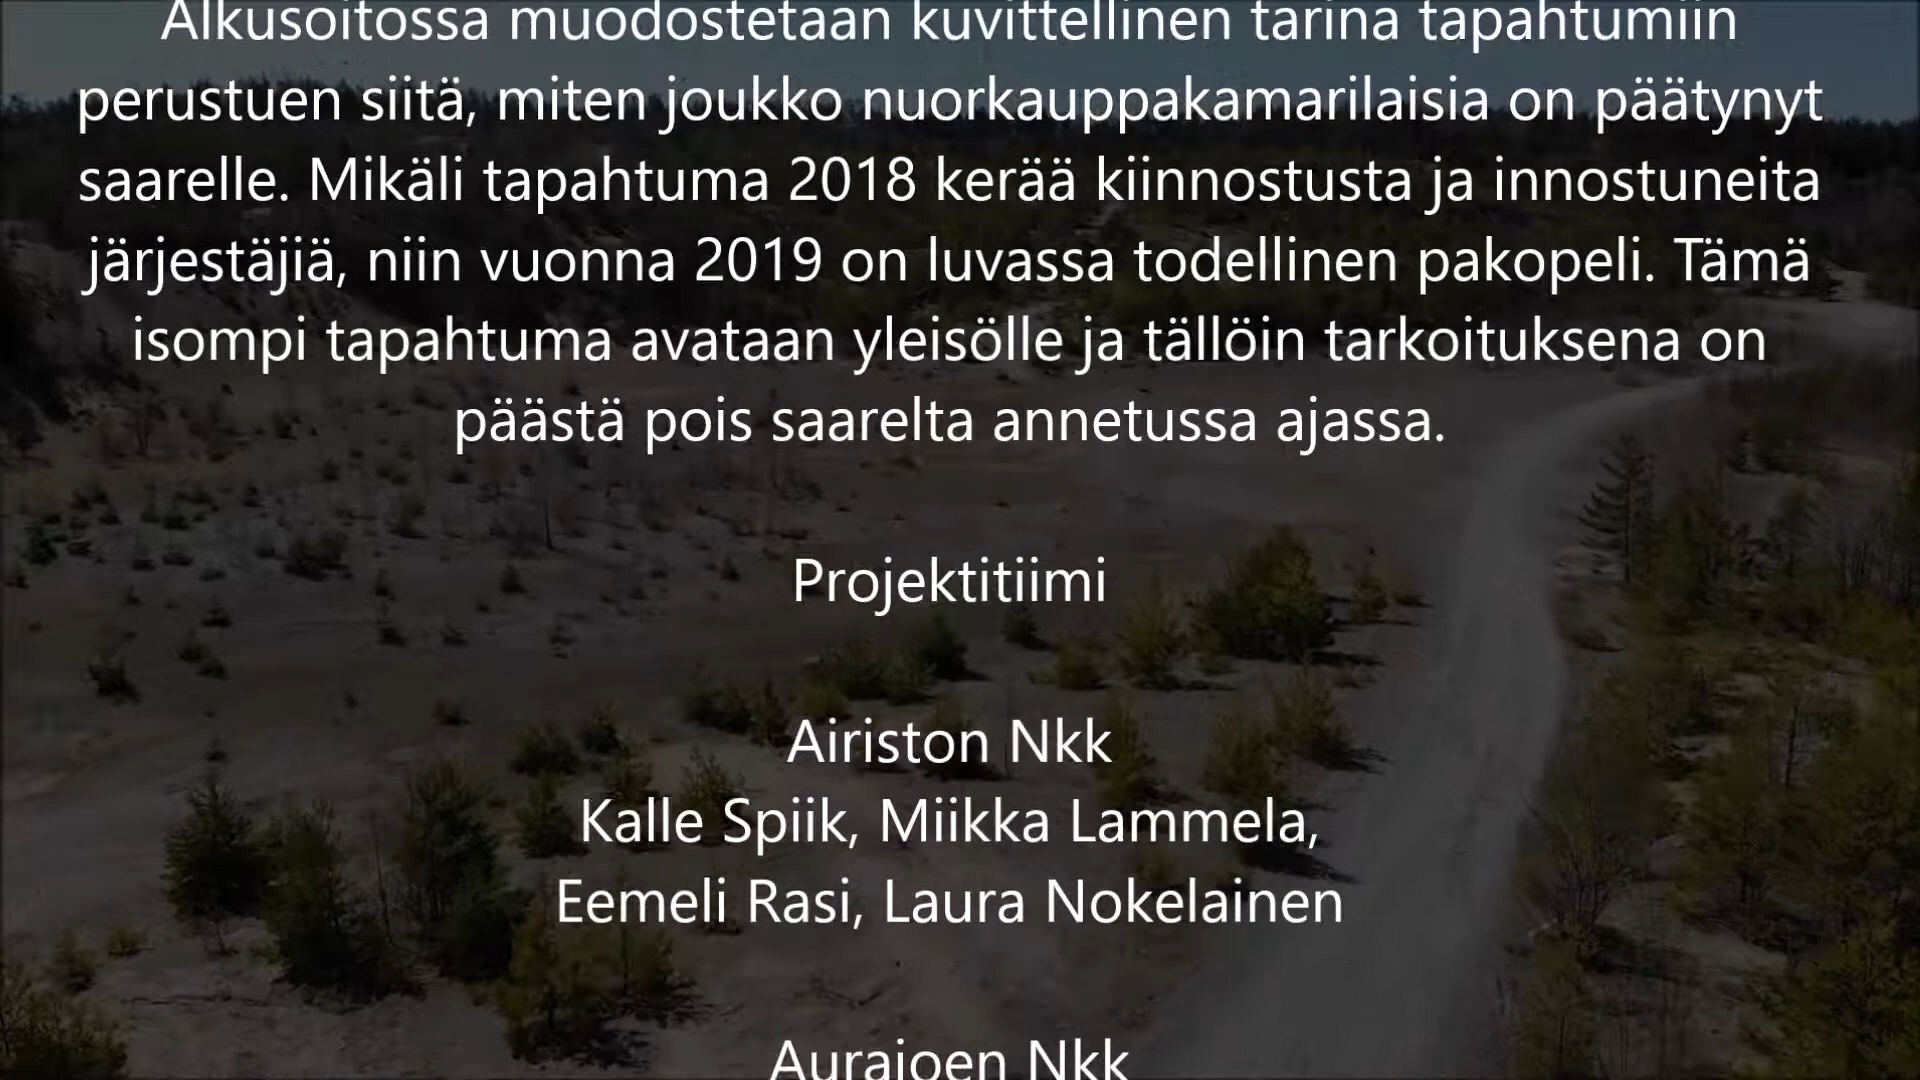 Alkusoitossa muodostetaan kuvittellinen tarina tapahtumiin
perustuen siitä, miten joukko nuorkauppakamarilaisia on päätynyt
saarelle. Mikäli tapahtuma 2018 kerää kiinnostusta ja innostuneita
järjestäjiä, niin vuonna 2019 on luvassa todellinen pakopeli. Tämä
isompi tapahtuma avataan yleisölle ja tällöin tarkoituksena on
päästä pois saarelta annetussa ajassa.
Projektitiimi
Airiston Nkk
Kalle Spiik, Miikka Lammela,
Eemeli Rasi, Laura Nokelainen
Aurajoen Nkk